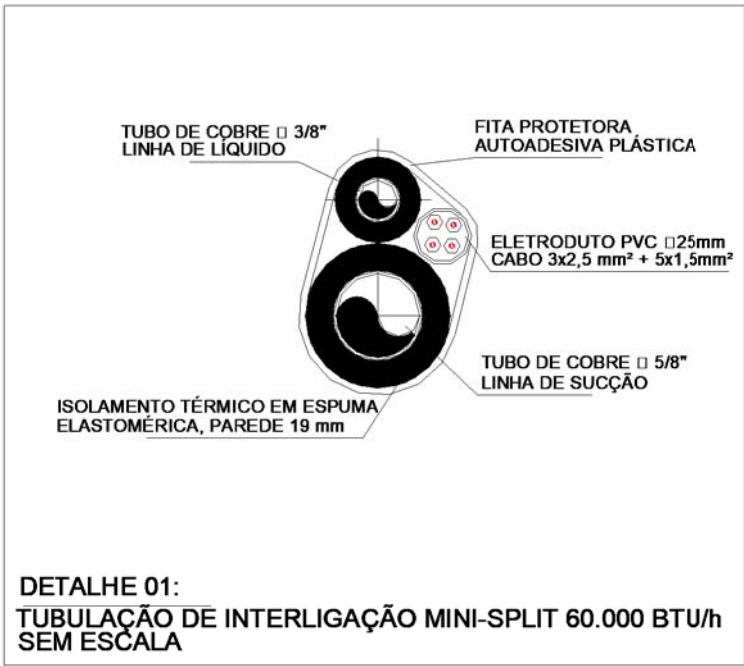 TUBO DE COBRE □ 3/8"
LINHA DE LÍQUIDO
FITA PROTETORA
AUTOADESIVA PLÁSTICA
ELETRODUTO PVC □25mm
CABO 3x2,5 mm² + 5x1,5mm²
TUBO DE COBRE □ 5/8"
LINHA DE SUCÇÃO
ISOLAMENTO TÉRMICO EM ESPUMA
ELASTOMÉRICA, PAREDE 19 mm
DETALHE 01:
TUBULAÇÃO DE INTERLIGAÇÃO MINI-SPLIT 60.000 BTU/h
SEM ESCALA